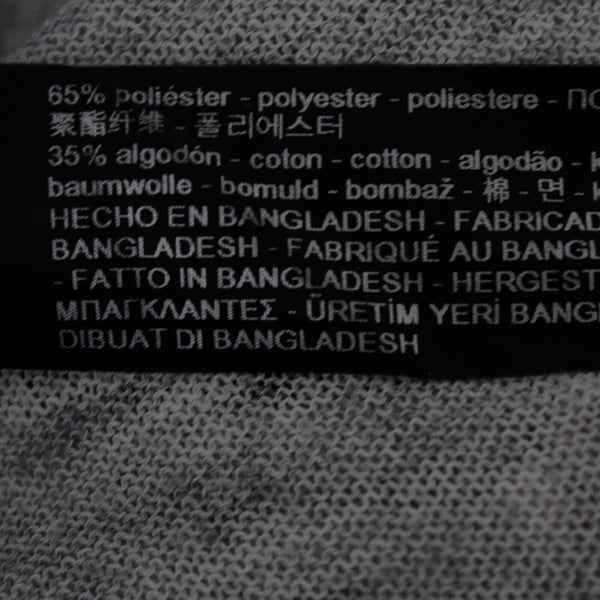 65% poliéster - polyester - poliestere - ΠΟ
聚酯纤维 - 폴리에스터
35% algodón - coton - cotton - algodão - k
baumwolle - bomuld - bombaž - 棉 - 면 - k
HECHO EN BANGLADESH - FABRICAD
BANGLADESH - FABRIQUÉ AU BANGL
- FATTO IN BANGLADESH - HERGEST
ΜΠΑΓΚΛΑΝΤΕΣ - ÜRETİM YERİ BANG
DIBUAT DI BANGLADESH